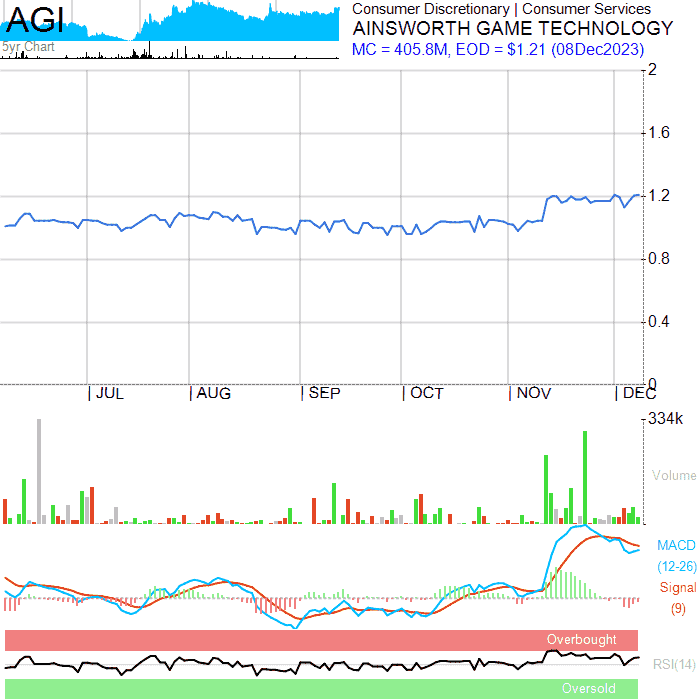 AGI
5yr Chart
Consumer Discretionary | Consumer Services
AINSWORTH GAME TECHNOLOGY
MC = 405.8M, EOD = $1.21 (08Dec2023)
2
1.6
1.2
0.8
0.4
0
JUL
AUG
SEP
OCT
NOV
DEC
334k
Volume
MACD
(12-26)
Signal
(9)
Overbought
RSI(14)
Oversold